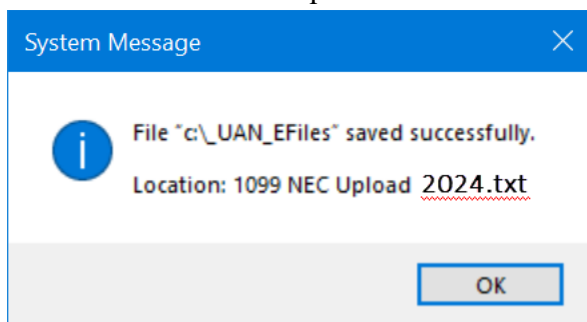 System Message
File "c:\_UAN_EFiles" saved successfully.
Location: 1099 NEC Upload 2024.txt
OK